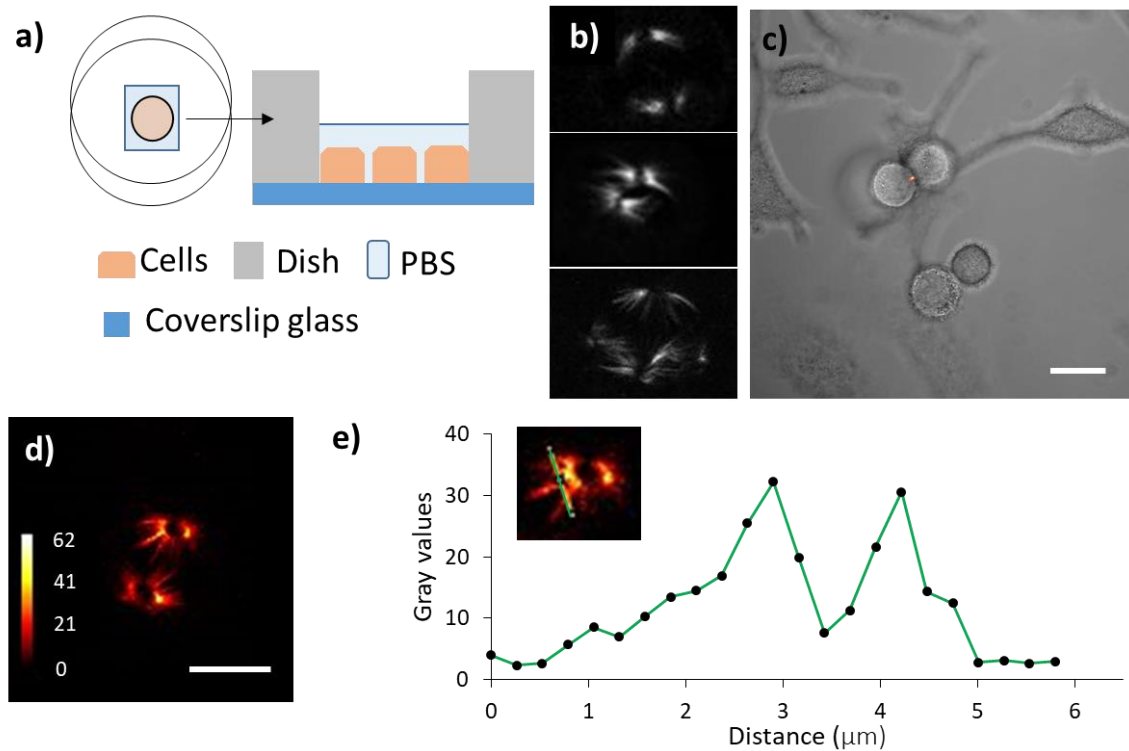 a)
Cells
Dish
PBS
Coverslip glass
b)
c)
d)
62
41
21
0
e)
40
30
20
10
0
Gray values
0
1
2
3
4
5
6
Distance (µm)